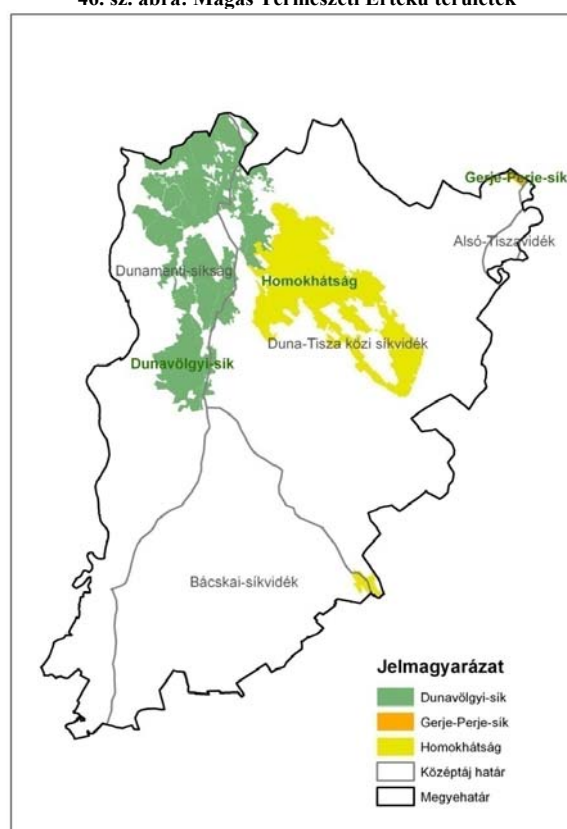 46. sz. ábra: Magas Természeti Értékű területek
Gerje-Perje-sík
Alsó-Tiszavidék
Dunamenti-síkság
Homokhátság
Duna-Tisza közi síkvidék
Dunavölgyi-sík
Bácskai-síkvidék
Jelmagyarázat
Dunavölgyi-sík
Gerje-Perje-sík
Homokhátság
Középtáj határ
Megyehatár